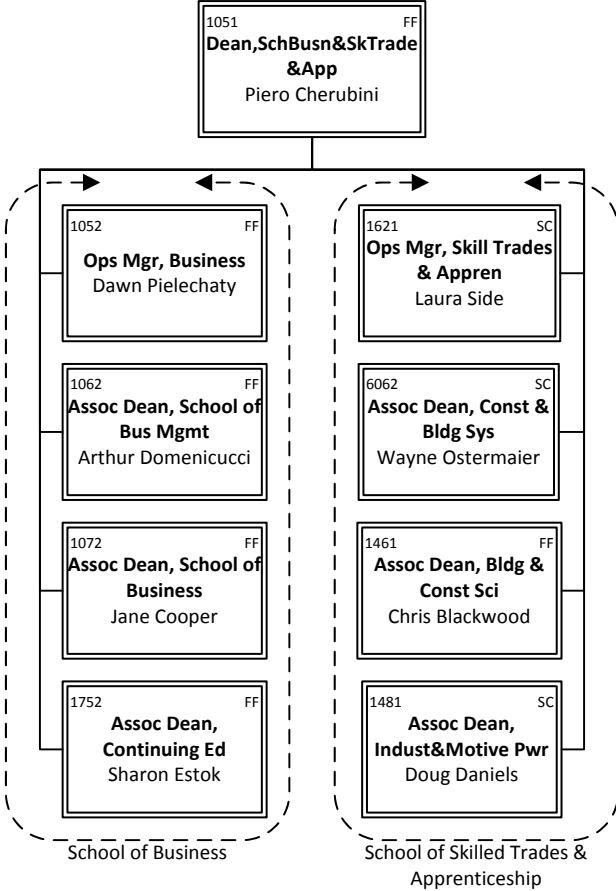 1051 FF
Dean,SchBusn&SkTrade
&App
Piero Cherubini
1052 FF
Ops Mgr, Business
Dawn Pielechaty
1062 FF
Assoc Dean, School of
Bus Mgmt
Arthur Domenicucci
1072 FF
Assoc Dean, School of
Business
Jane Cooper
1752 FF
Assoc Dean,
Continuing Ed
Sharon Estok
School of Business
1621 SC
Ops Mgr, Skill Trades
& Appren
Laura Side
6062 SC
Assoc Dean, Const &
Bldg Sys
Wayne Ostermaier
1461 FF
Assoc Dean, Bldg &
Const Sci
Chris Blackwood
1481 SC
Assoc Dean,
Indust&Motive Pwr
Doug Daniels
School of Skilled Trades &
Apprenticeship